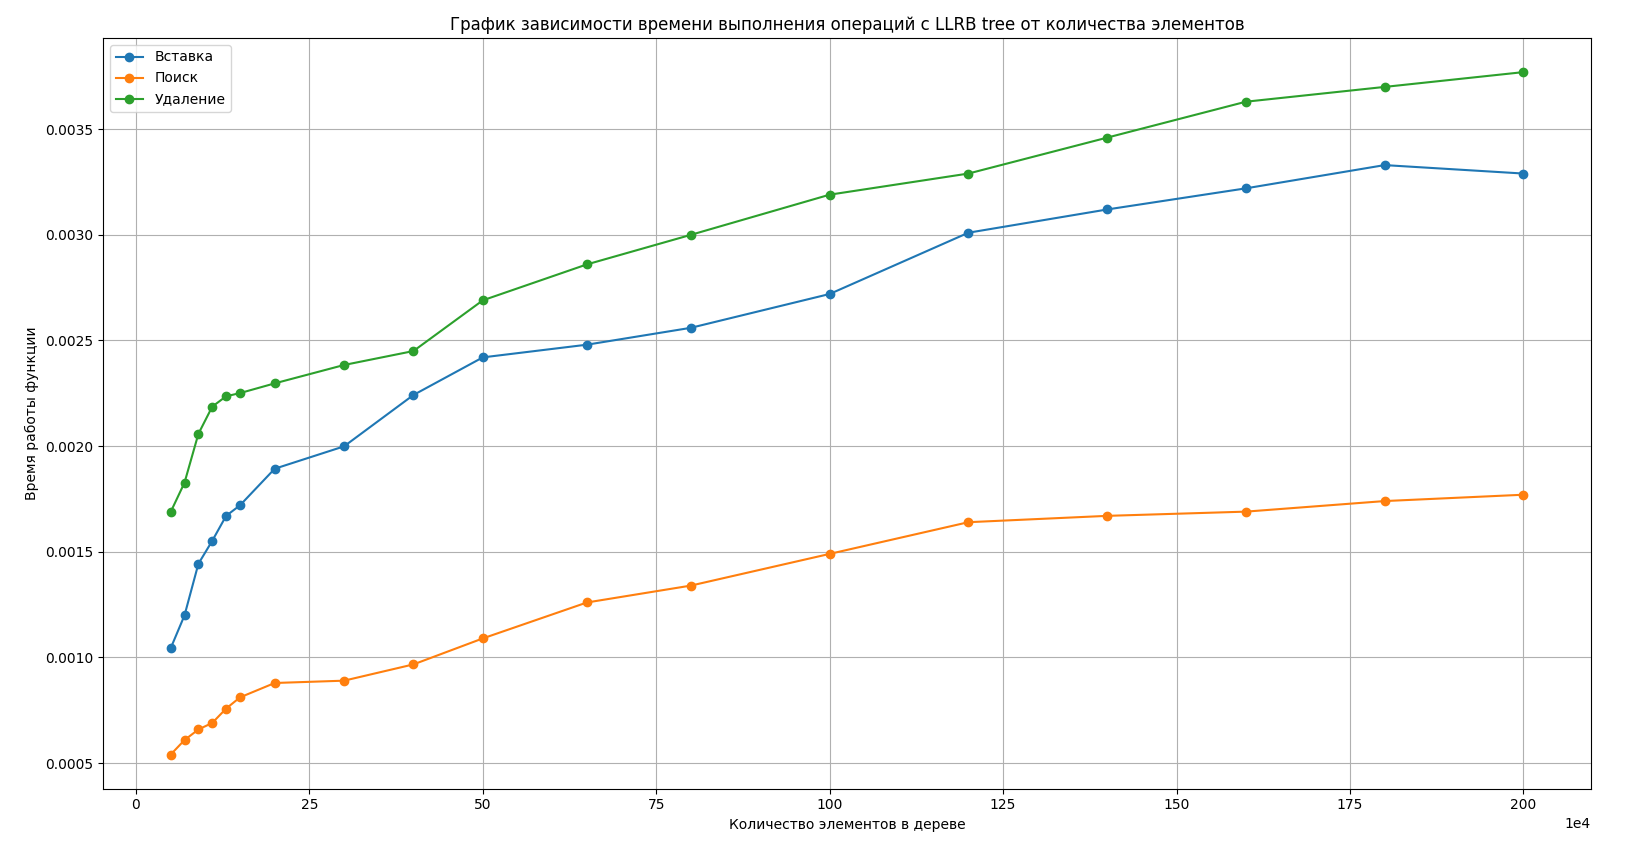 График зависимости времени выполнения операций с LLRB tree от количества элементов
Вставка
Поиск
Удаление
Время работы функции
0.0035
0.0030
0.0025
0.0020
0.0015
0.0010
0.0005
0 25 50 75 100 125 150 175 200
1e4
Количество элементов в дереве